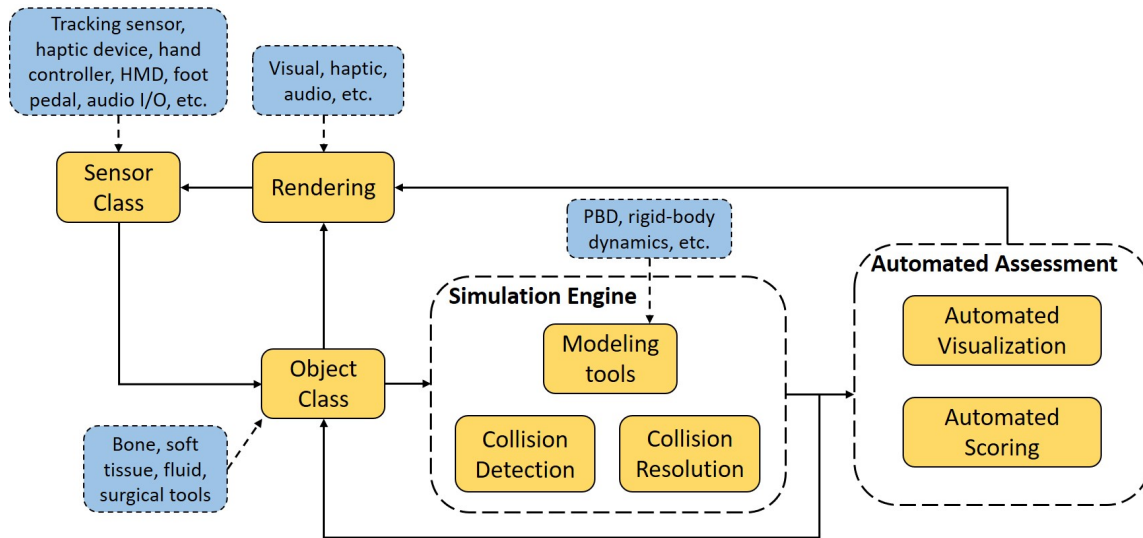 Tracking sensor,
haptic device, hand
controller, HMD, foot
pedal, audio I/O, etc.
Visual, haptic,
audio, etc.
Sensor
Class
Rendering
PBD, rigid-body
dynamics, etc.
Automated Assessment
Simulation Engine
Automated
Visualization
Modeling
tools
Object
Class
Automated
Scoring
Collision
Detection
Collision
Resolution
Bone, soft
tissue, fluid,
surgical tools